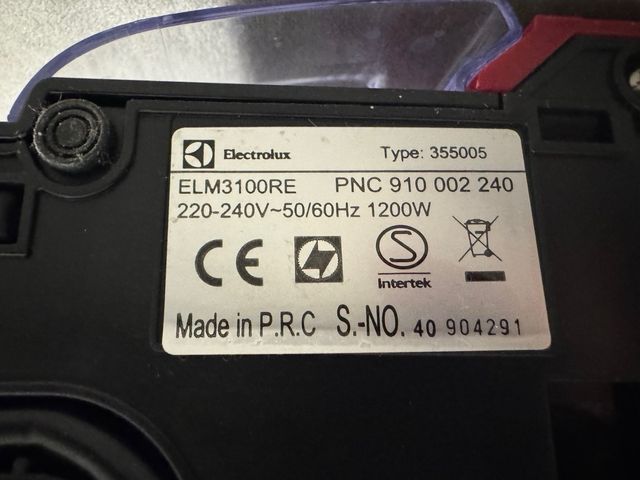 Electrolux Type: 355005
ELM3100RE PNC 910 002 240
220-240V~50/60Hz 1200W
CE S
Intertek
Made in P.R.C S.-NO. 40 904291